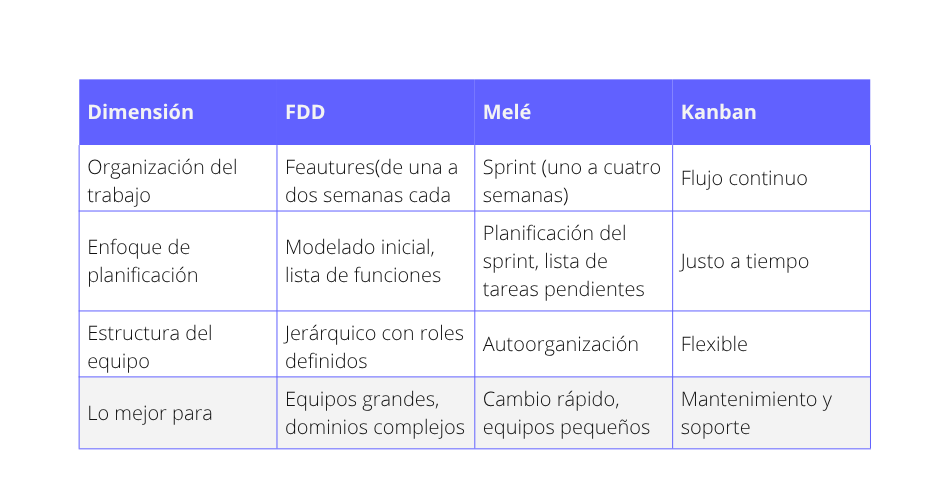 Dimensión FDD Melé Kanban
Organización del
trabajo
Feautures(de una a
dos semanas cada
Sprint (uno a cuatro
semanas)
Flujo continuo
Enfoque de
planificación
Modelado inicial,
lista de funciones
Planificación del
sprint, lista de
tareas pendientes
Justo a tiempo
Estructura del
equipo
Jerárquico con roles
definidos
Autoorganización
Flexible
Lo mejor para
Equipos grandes,
dominios complejos
Cambio rápido,
equipos pequeños
Mantenimiento y
soporte